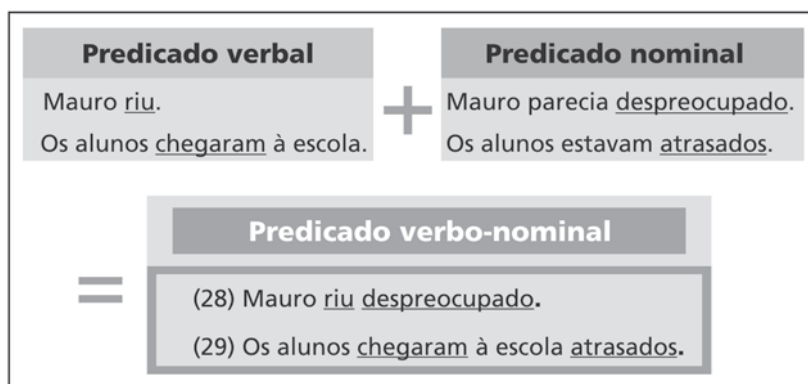 Predicado verbal
Mauro riu.
Os alunos chegaram à escola.
+
Predicado nominal
Mauro parecia despreocupado.
Os alunos estavam atrasados.
=
Predicado verbo-nominal
(28) Mauro riu despreocupado.
(29) Os alunos chegaram à escola atrasados.